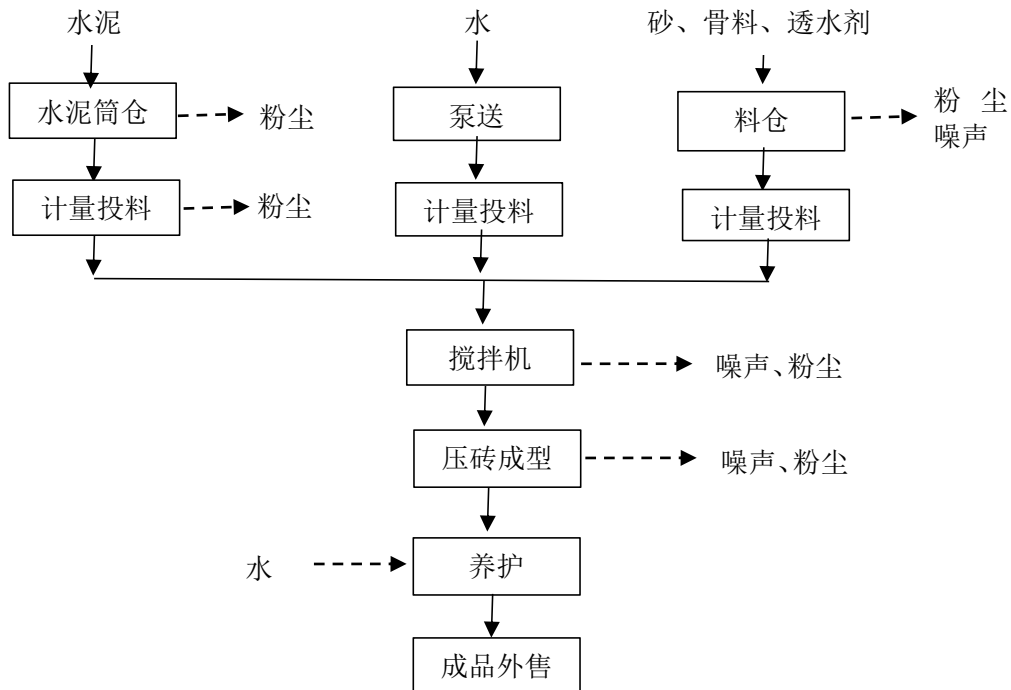 水泥
水
砂、骨料、透水剂
水泥筒仓
粉尘
泵送
料仓
粉 尘
噪声
计量投料
粉尘
计量投料
计量投料
搅拌机
噪声、粉尘
压砖成型
噪声、粉尘
水
养护
成品外售